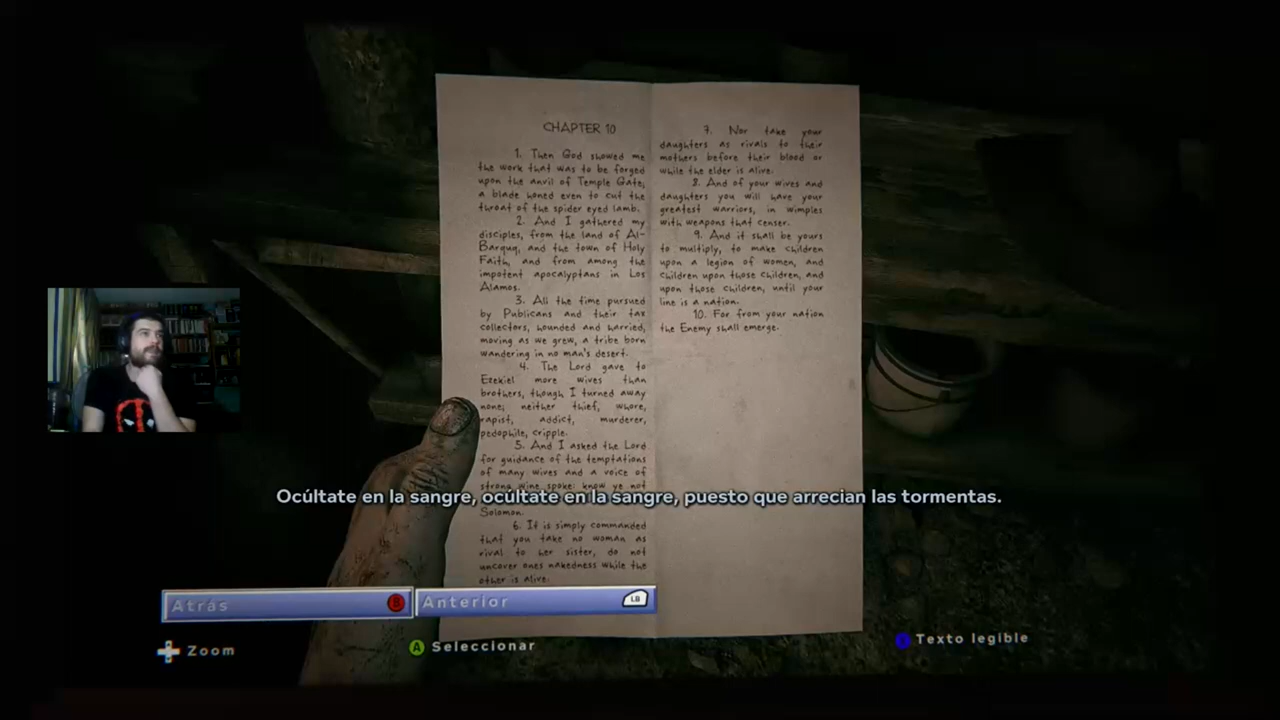 CHAPTER 10
1. Then God showed me
the work that was to be forged
upon the anvil of Temple Gate,
a blade honed even to cut the
throat of the spider eyed lamb.
2. And I gathered my
disciples, from the land of Al-
Barquq, and the town of Holy
Faith, and from among the
impotent apocalyptans in Los
Alamos.
3. All the time pursued
by Publicans and their tax
collectors, hounded and harried,
moving as we grew, a tribe born
wandering in no man's desert.
4. The Lord gave to
Ezekiel more wives than
brothers, though I turned away
none; neither thief, whore,
rapist, addict, murderer,
pedophile, cripple.
5. And I asked the Lord
for guidance of the temptations
of many wives and a voice of
strong wine spoke: know ye not
Solomon.
6. It is simply commanded
that you take no woman as
rival to her sister, do not
uncover ones nakedness while the
other is alive.
7. Nor take your
daughters as rivals to their
mothers before their blood or
while the elder is alive.
8. And of your wives and
daughters you will have your
greatest warriors, in wimples
with weapons that censer.
9. And it shall be yours
to multiply, to make children
upon a legion of women, and
children upon those children, and
upon those children, until your
line is a nation.
10. For from your nation
the Enemy shall emerge.
Ocúltate en la sangre, ocúltate en la sangre, puesto que arrecian las tormentas.
Atrás B
Anterior LB
Zoom
A Seleccionar
Texto legible